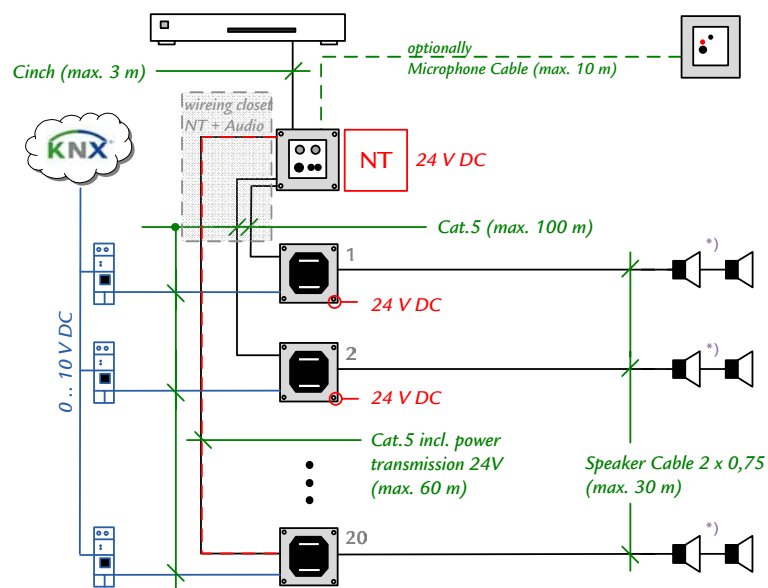 optionally
Cinch (max. 3 m)
Microphone Cable (max. 10 m)
wireing closet
NT + Audio
KNX
NT
24 V DC
Cat.5 (max. 100 m)
1
*)
24 V DC
0 .. 10 V DC
2
*)
24 V DC
Cat.5 incl. power
transmission 24V
(max. 60 m)
Speaker Cable 2 x 0,75
(max. 30 m)
20
*)